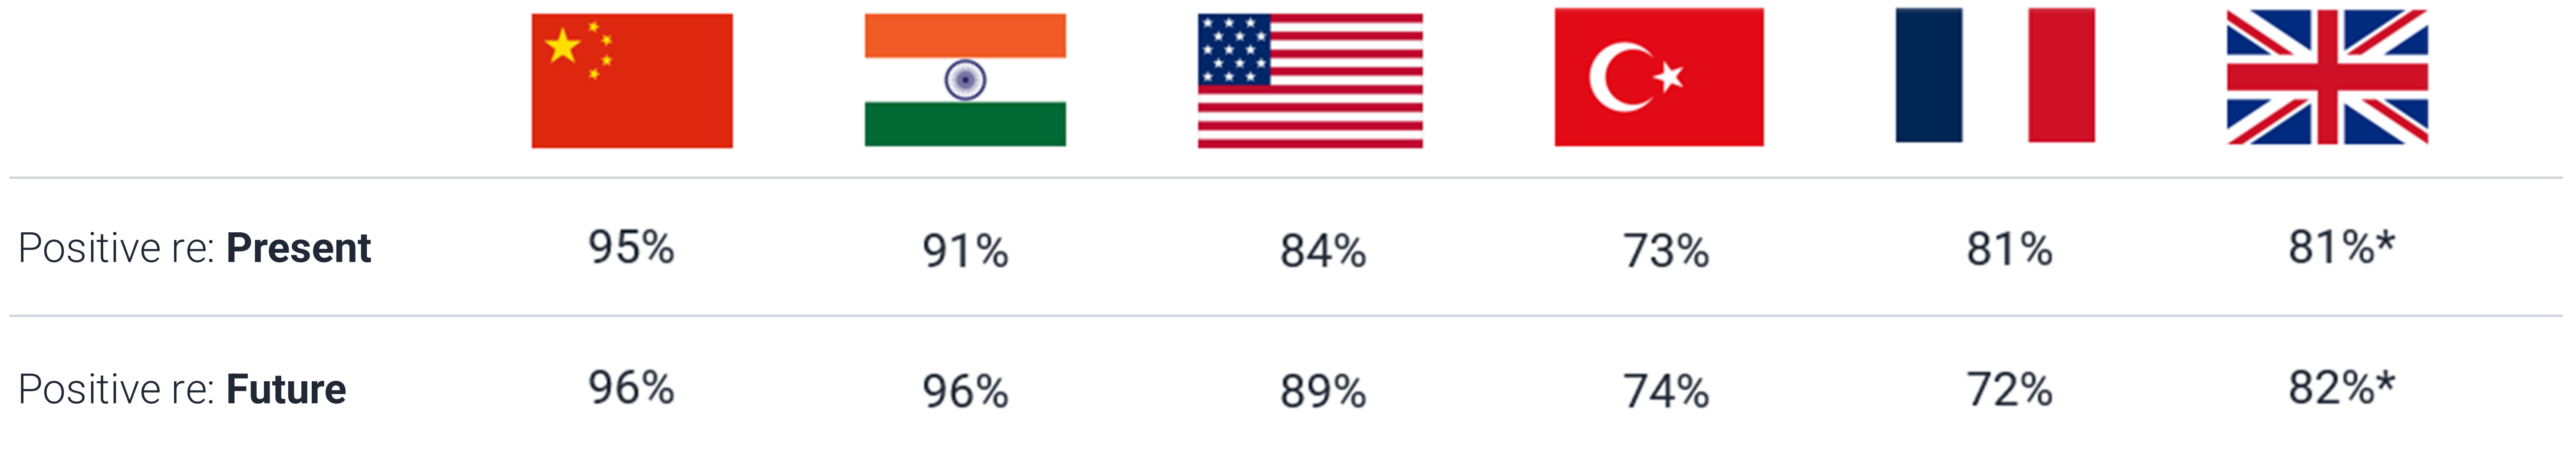 Positive re: Present 95% 91% 84% 73% 81% 81%*
Positive re: Future 96% 96% 89% 74% 72% 82%*